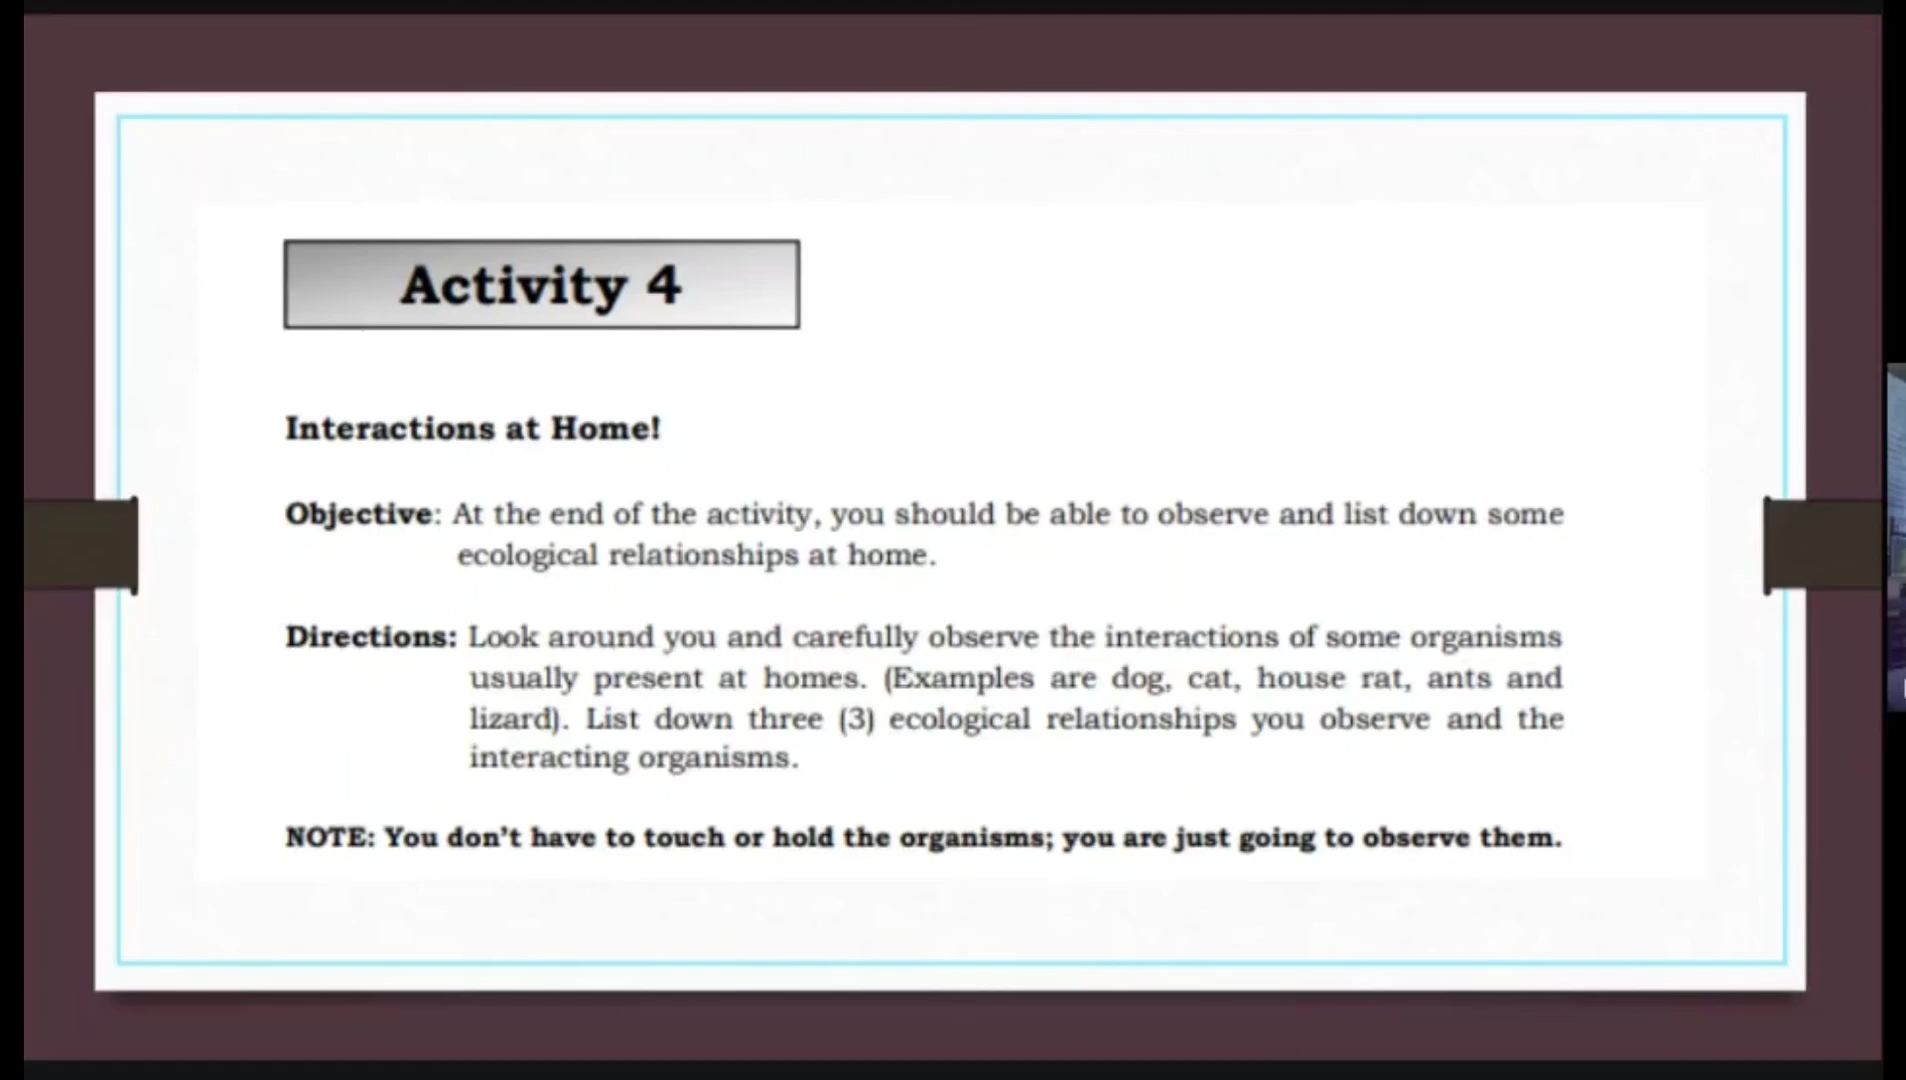 Activity 4
Interactions at Home!
Objective: At the end of the activity, you should be able to observe and list down some
ecological relationships at home.
Directions: Look around you and carefully observe the interactions of some organisms
usually present at homes. (Examples are dog, cat, house rat, ants and
lizard). List down three (3) ecological relationships you observe and the
interacting organisms.
NOTE: You don't have to touch or hold the organisms; you are just going to observe them.